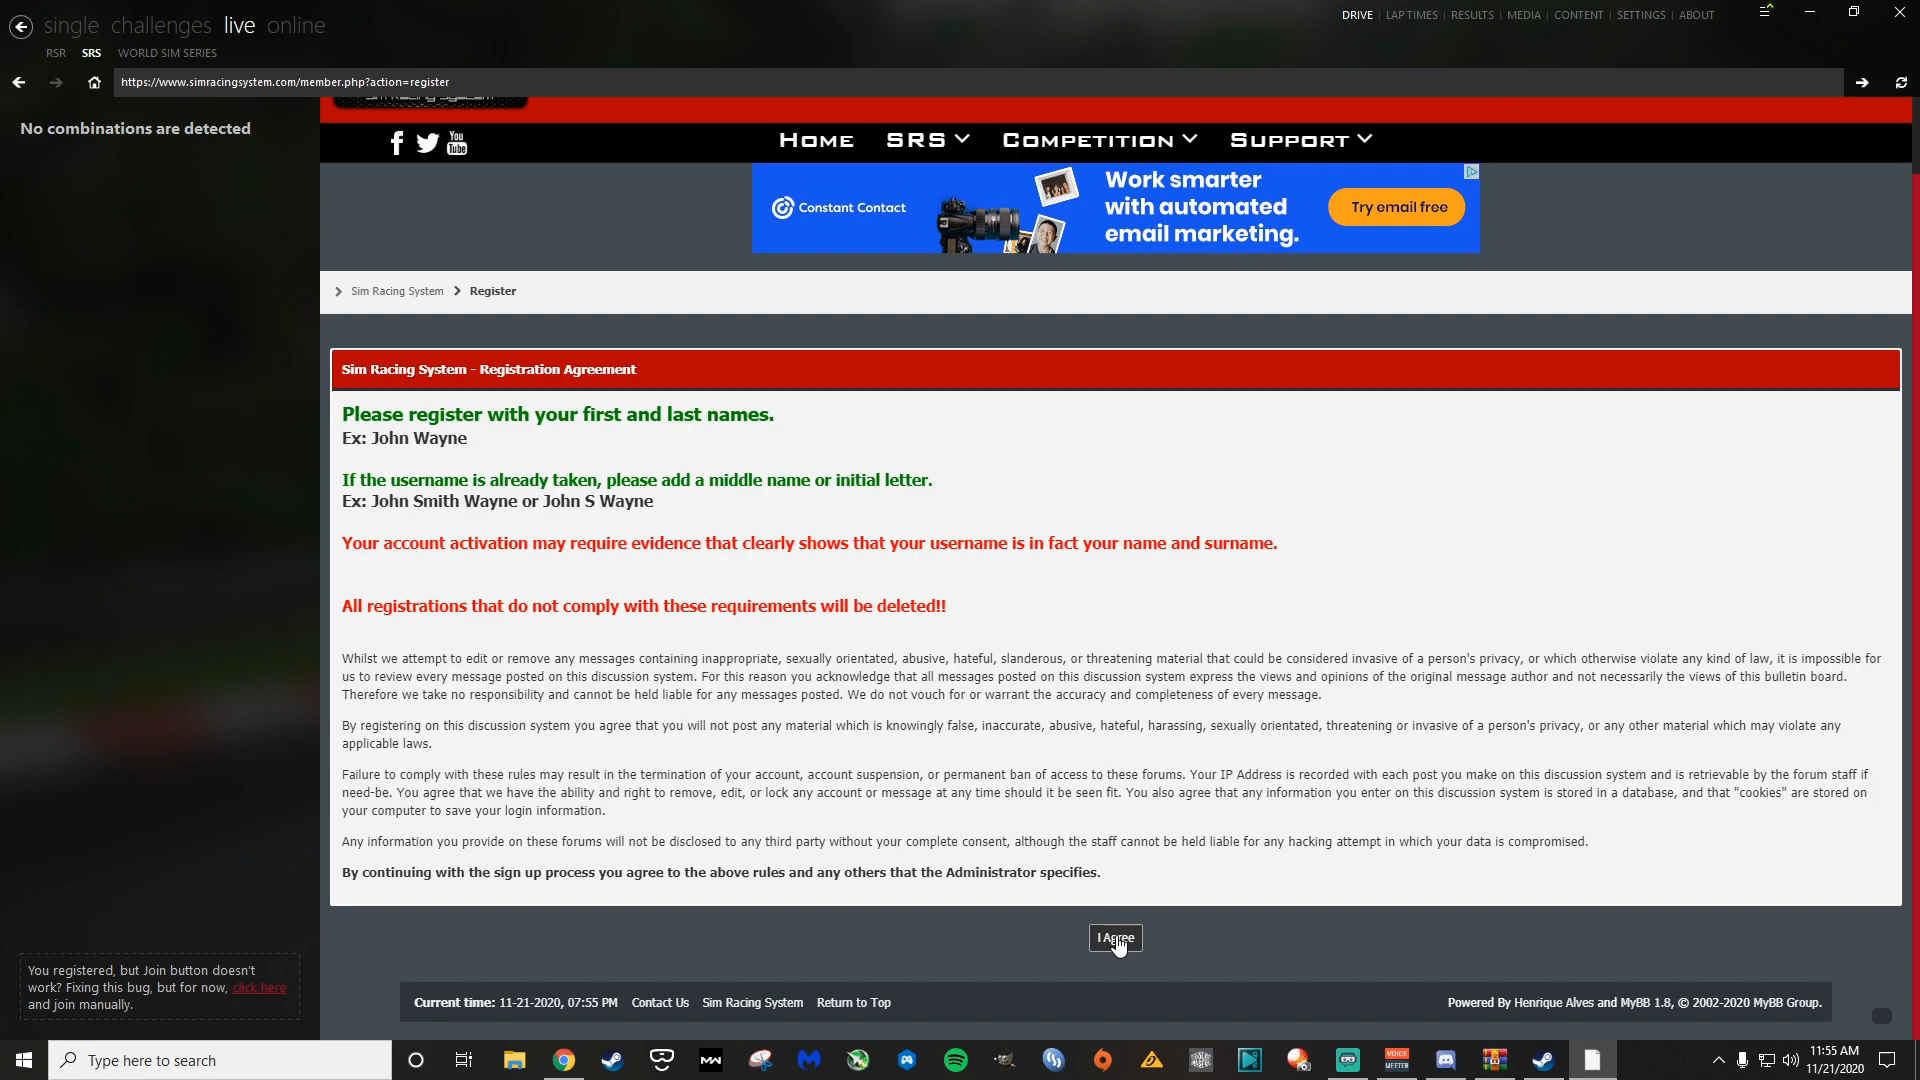 single challenges live online
DRIVE | LAP TIMES | RESULTS | MEDIA | CONTENT | SETTINGS | ABOUT
RSR SRS WORLD SIM SERIES
https://www.simracingsystem.com/member.php?action=register
No combinations are detected
You Tube
HOME SRS COMPETITION SUPPORT
Constant Contact
Work smarter
with automated
email marketing.
Try email free
Sim Racing System Register
Sim Racing System - Registration Agreement
Please register with your first and last names.
Ex: John Wayne
If the username is already taken, please add a middle name or initial letter.
Ex: John Smith Wayne or John S Wayne
Your account activation may require evidence that clearly shows that your username is in fact your name and surname.
All registrations that do not comply with these requirements will be deleted!!
Whilst we attempt to edit or remove any messages containing inappropriate, sexually orientated, abusive, hateful, slanderous, or threatening material that could be considered invasive of a person's privacy, or which otherwise violate any kind of law, it is impossible for
us to review every message posted on this discussion system. For this reason you acknowledge that all messages posted on this discussion system express the views and opinions of the original message author and not necessarily the views of this bulletin board.
Therefore we take no responsibility and cannot be held liable for any messages posted. We do not vouch for or warrant the accuracy and completeness of every message.
By registering on this discussion system you agree that you will not post any material which is knowingly false, inaccurate, abusive, hateful, harassing, sexually orientated, threatening or invasive of a person's privacy, or any other material which may violate any
applicable laws.
Failure to comply with these rules may result in the termination of your account, account suspension, or permanent ban of access to these forums. Your IP Address is recorded with each post you make on this discussion system and is retrievable by the forum staff if
need-be. You agree that we have the ability and right to remove, edit, or lock any account or message at any time should it be seen fit. You also agree that any information you enter on this discussion system is stored in a database, and that "cookies" are stored on
your computer to save your login information.
Any information you provide on these forums will not be disclosed to any third party without your complete consent, although the staff cannot be held liable for any hacking attempt in which your data is compromised.
By continuing with the sign up process you agree to the above rules and any others that the Administrator specifies.
I Agree
You registered, but Join button doesn't
work? Fixing this bug, but for now, click here
and join manually.
Current time: 11-21-2020, 07:55 PM Contact Us Sim Racing System Return to Top
Powered By Henrique Alves and MyBB 1.8, © 2002-2020 MyBB Group.
Type here to search
MW
VOICE
MEETER
11:55 AM
11/21/2020